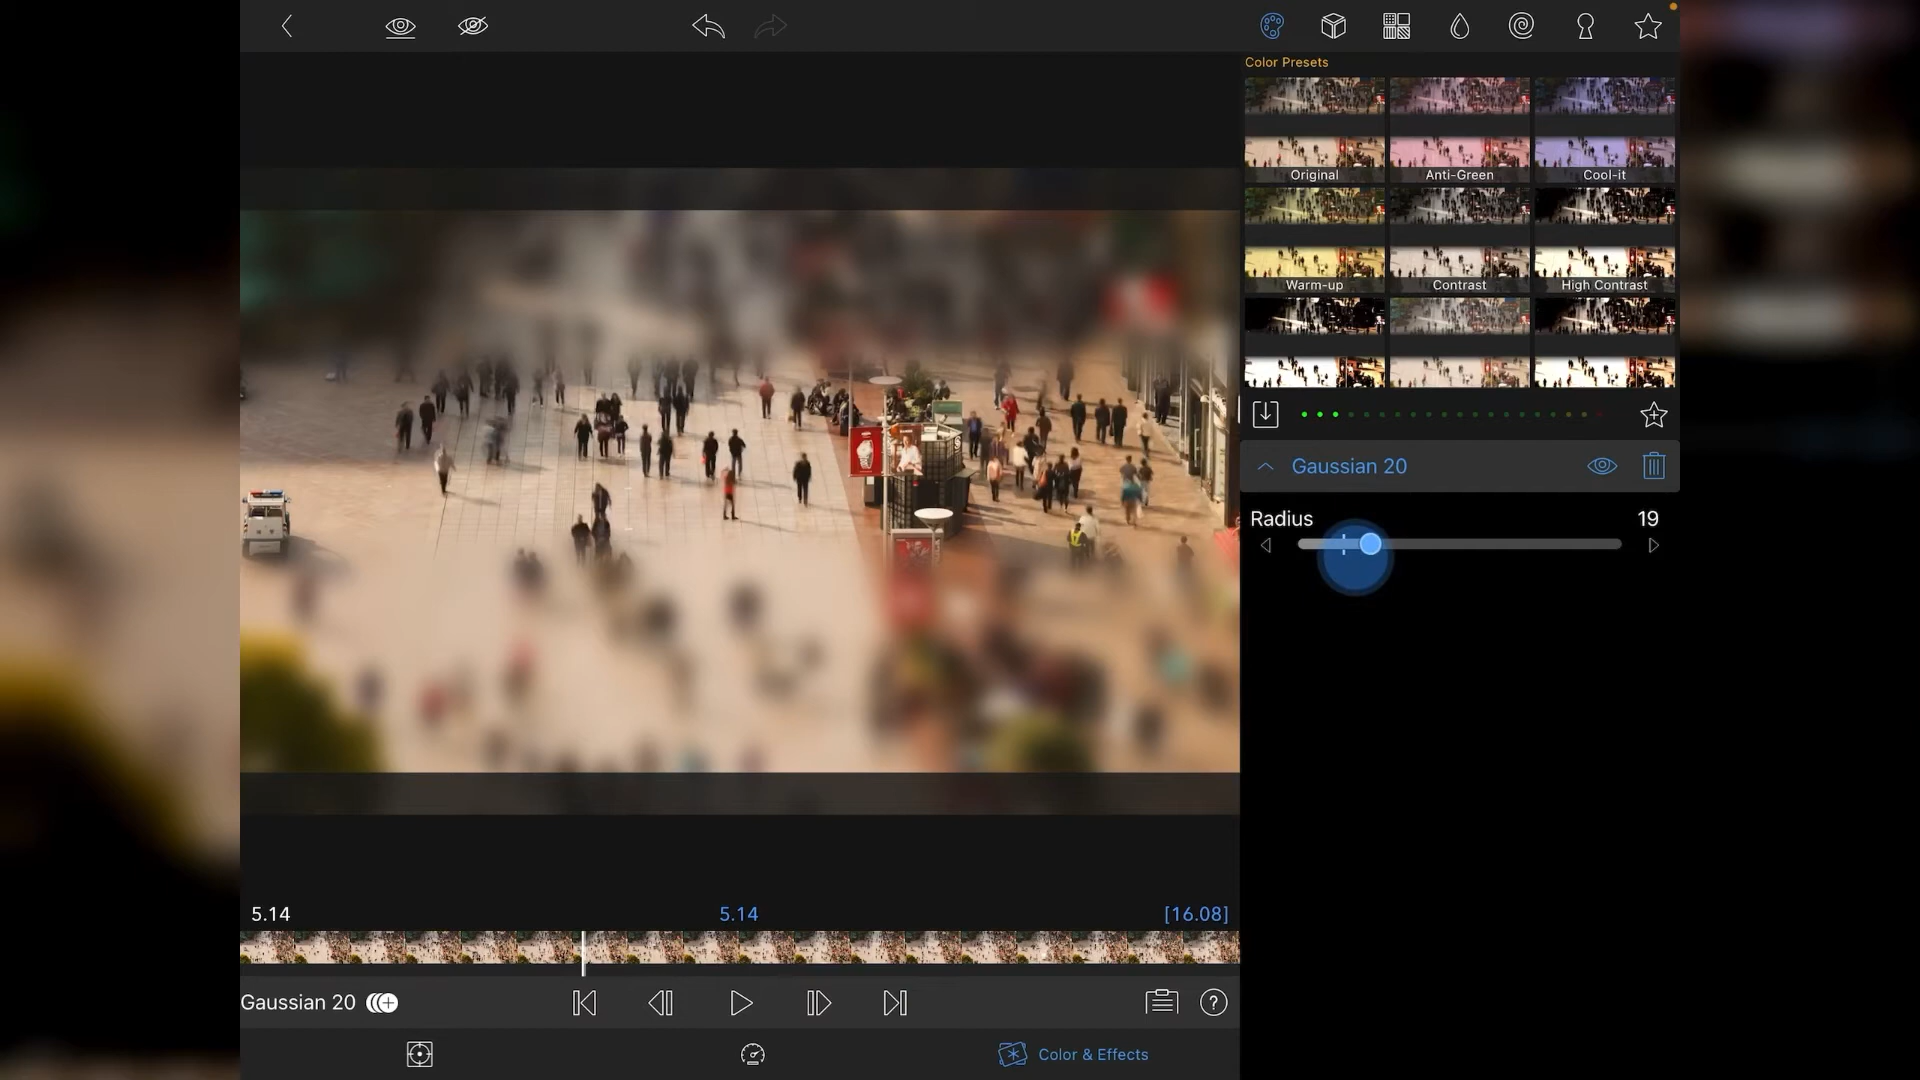 Color Presets
Original
Anti-Green
Cool-it
Warm-up
Contrast
High Contrast
Gaussian 20
Radius
19
5.14
5.14
[16.08]
Gaussian 20
?
Color & Effects